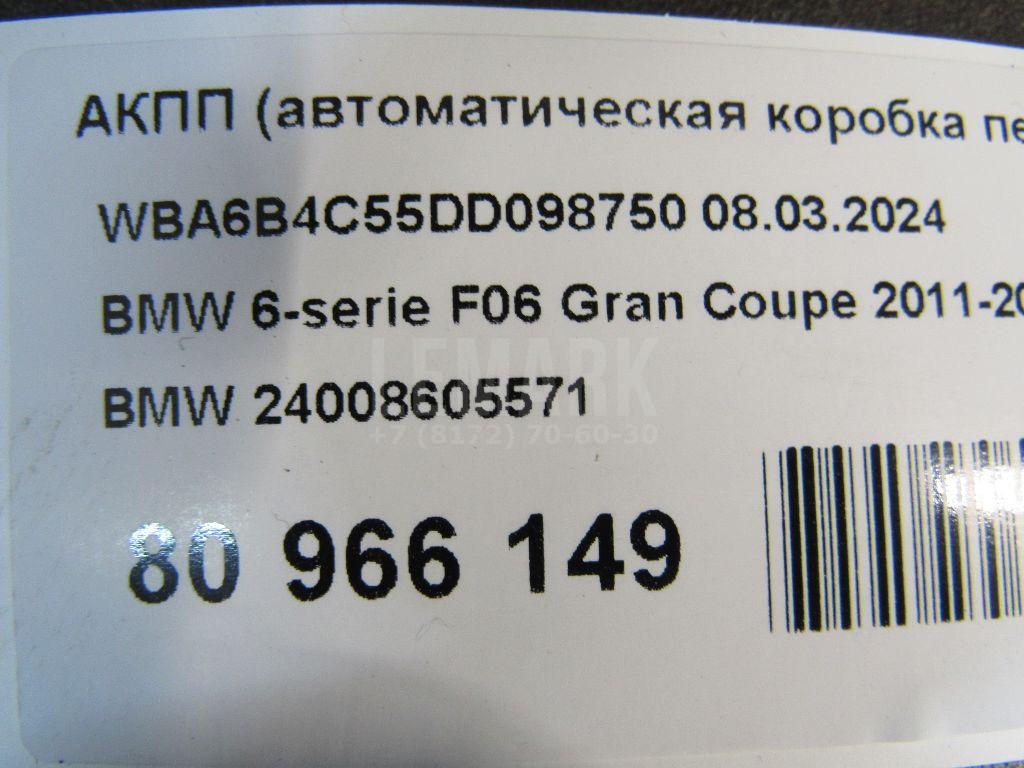 АКПП (автоматическая коробка пе
WBA6B4C55DD098750 08.03.2024
BMW 6-serie F06 Gran Coupe 2011-20
LEMARK
BMW 24008605571
+7 (8172) 70-60-30
80 966 149